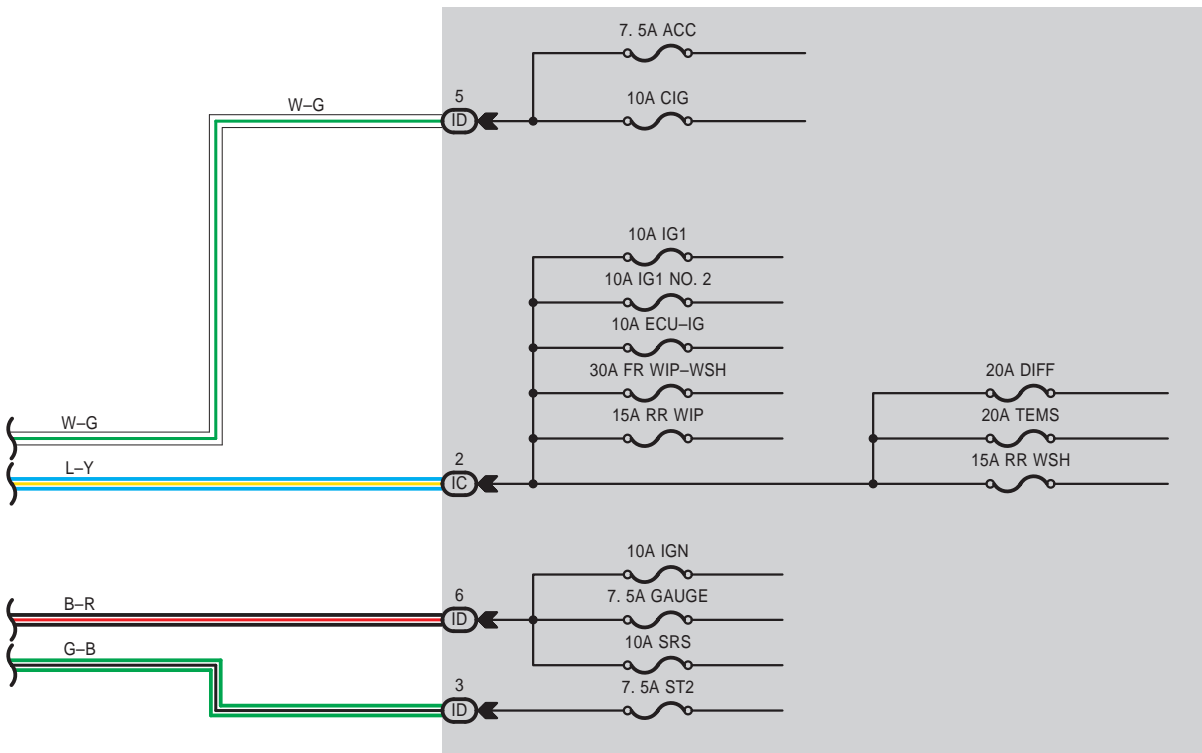 7. 5A ACC
5
W–G
10A CIG
ID
10A IG1
10A IG1 NO. 2
10A ECU–IG
30A FR WIP–WSH
20A DIFF
W–G
15A RR WIP
20A TEMS
L–Y
2
15A RR WSH
IC
10A IGN
B–R
6
7. 5A GAUGE
ID
G–B
10A SRS
3
7. 5A ST2
ID